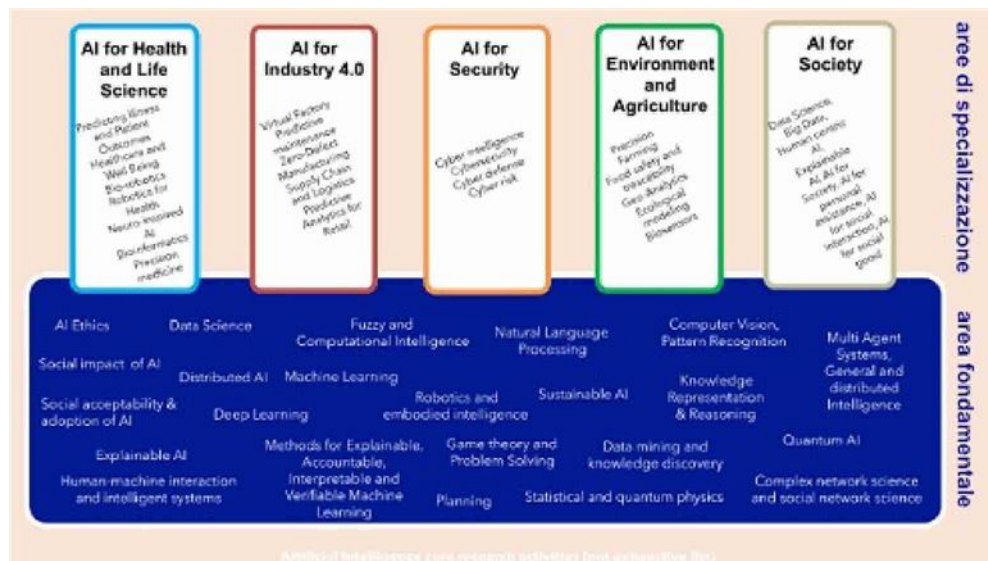 AI for Health
and Life
Science
Predicting Illness
and Patient
Outcomes
Healthcare and
Well Being
Bio-robotics
Robotics for
Health
Neuro-inspired
AI
Bioinformatics
Precision
medicine
AI for
Industry 4.0
Virtual Factory
Predictive
maintenance
Zero-Defect
Manufacturing
Supply Chain
and Logistics
Predictive
Analytics for
Retail
AI for
Security
Cyber intelligence
Cybersecurity
Cyber defense
Cyber risk
AI for
Environment
and
Agriculture
Precision
Farming
Food safety and
traceability
Geo-Analytics
Ecological
modeling
Biosensors
AI for
Society
Data Science,
Big Data,
Human centric
AI,
Explainable
AI, AI for
Society, AI for
personal
assistance, AI
for social
interaction, AI
for social
good
aree di specializzazione
AI Ethics
Data Science
Fuzzy and
Computational Intelligence
Natural Language
Processing
Computer Vision,
Pattern Recognition
Multi Agent
Systems,
General and
distributed
Intelligence
Social impact of AI
Distributed AI
Machine Learning
Robotics and
embodied intelligence
Sustainable AI
Knowledge
Representation
& Reasoning
Social acceptability &
adoption of AI
Deep Learning
Explainable AI
Methods for Explainable,
Accountable,
Interpretable and
Verifiable Machine
Learning
Game theory and
Problem Solving
Data mining and
knowledge discovery
Quantum AI
Human-machine interaction
and intelligent systems
Planning
Statistical and quantum physics
Complex network science
and social network science
area fondamentale
Artificial Intelligence core research activities (not exhaustive list)